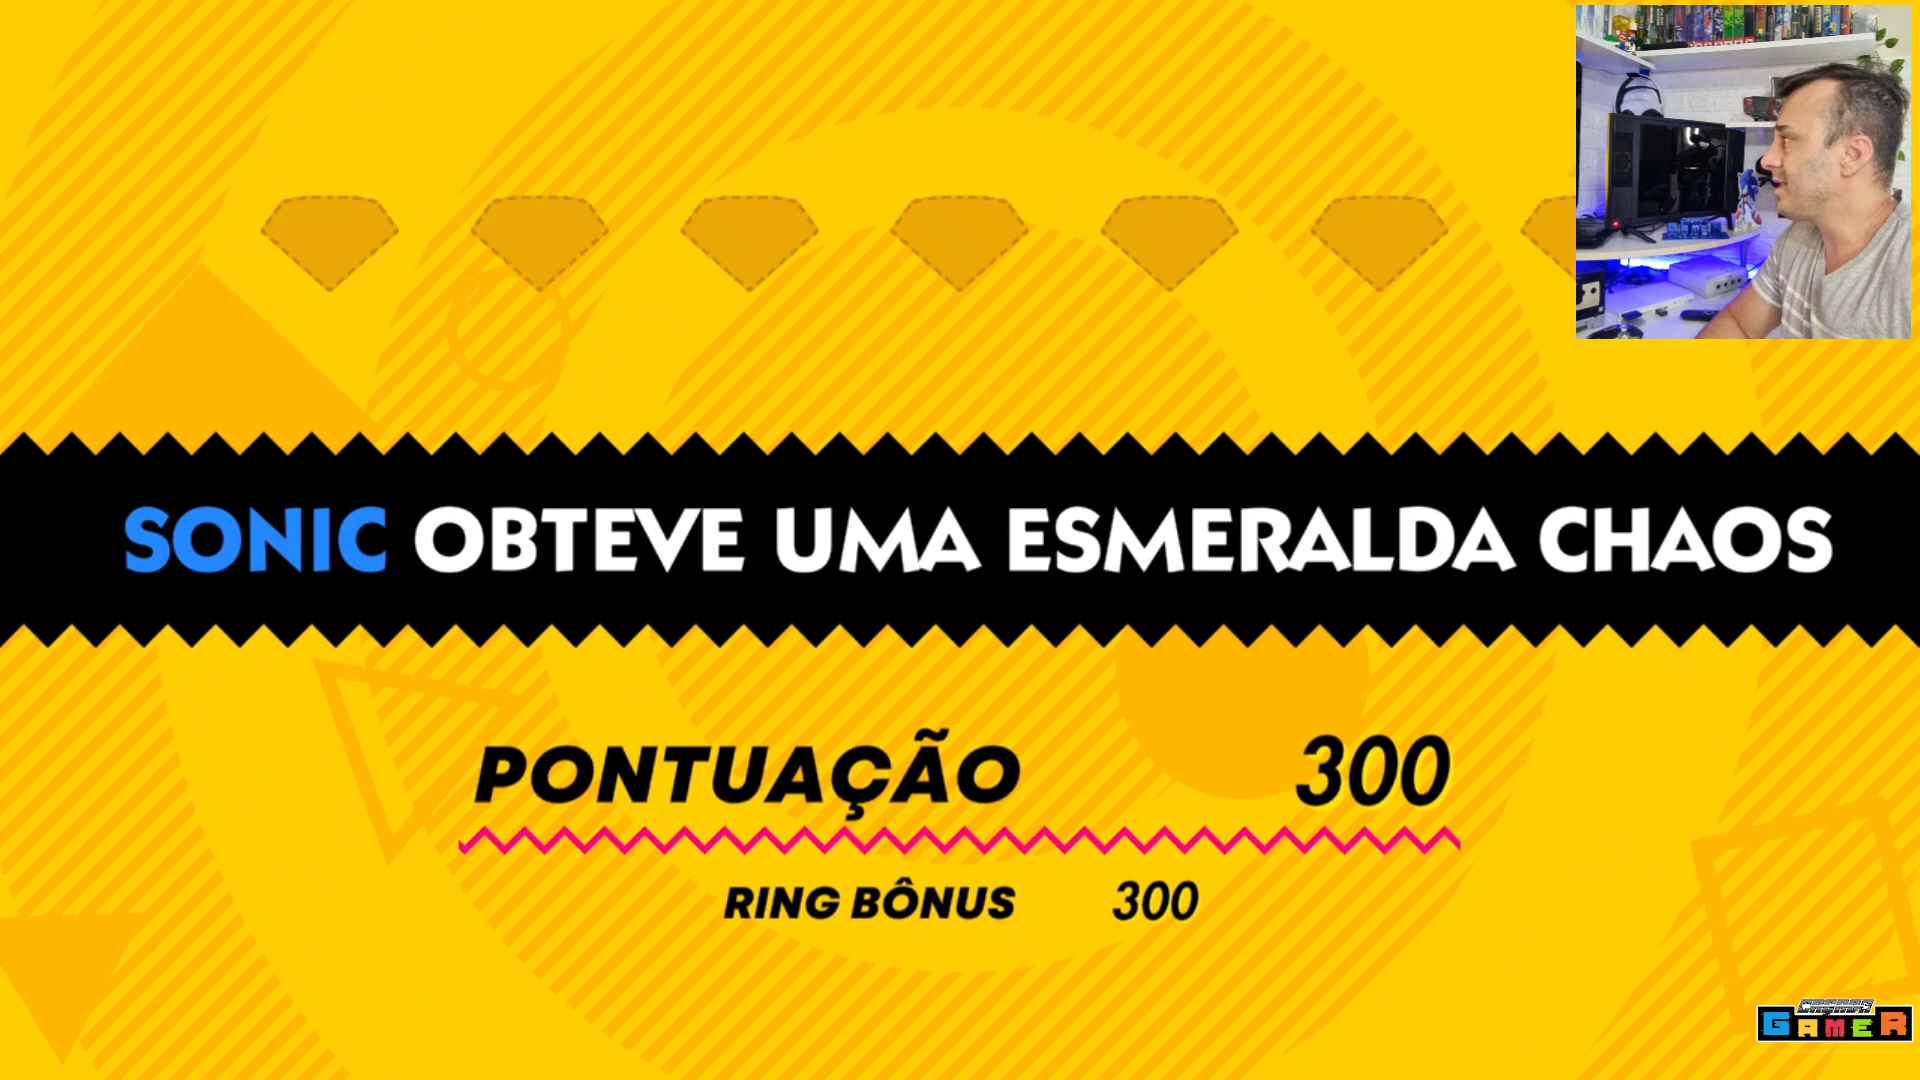 SONIC OBTEVE UMA ESMERALDA CHAOS
PONTUAÇÃO 300
RING BÔNUS 300
GAMER